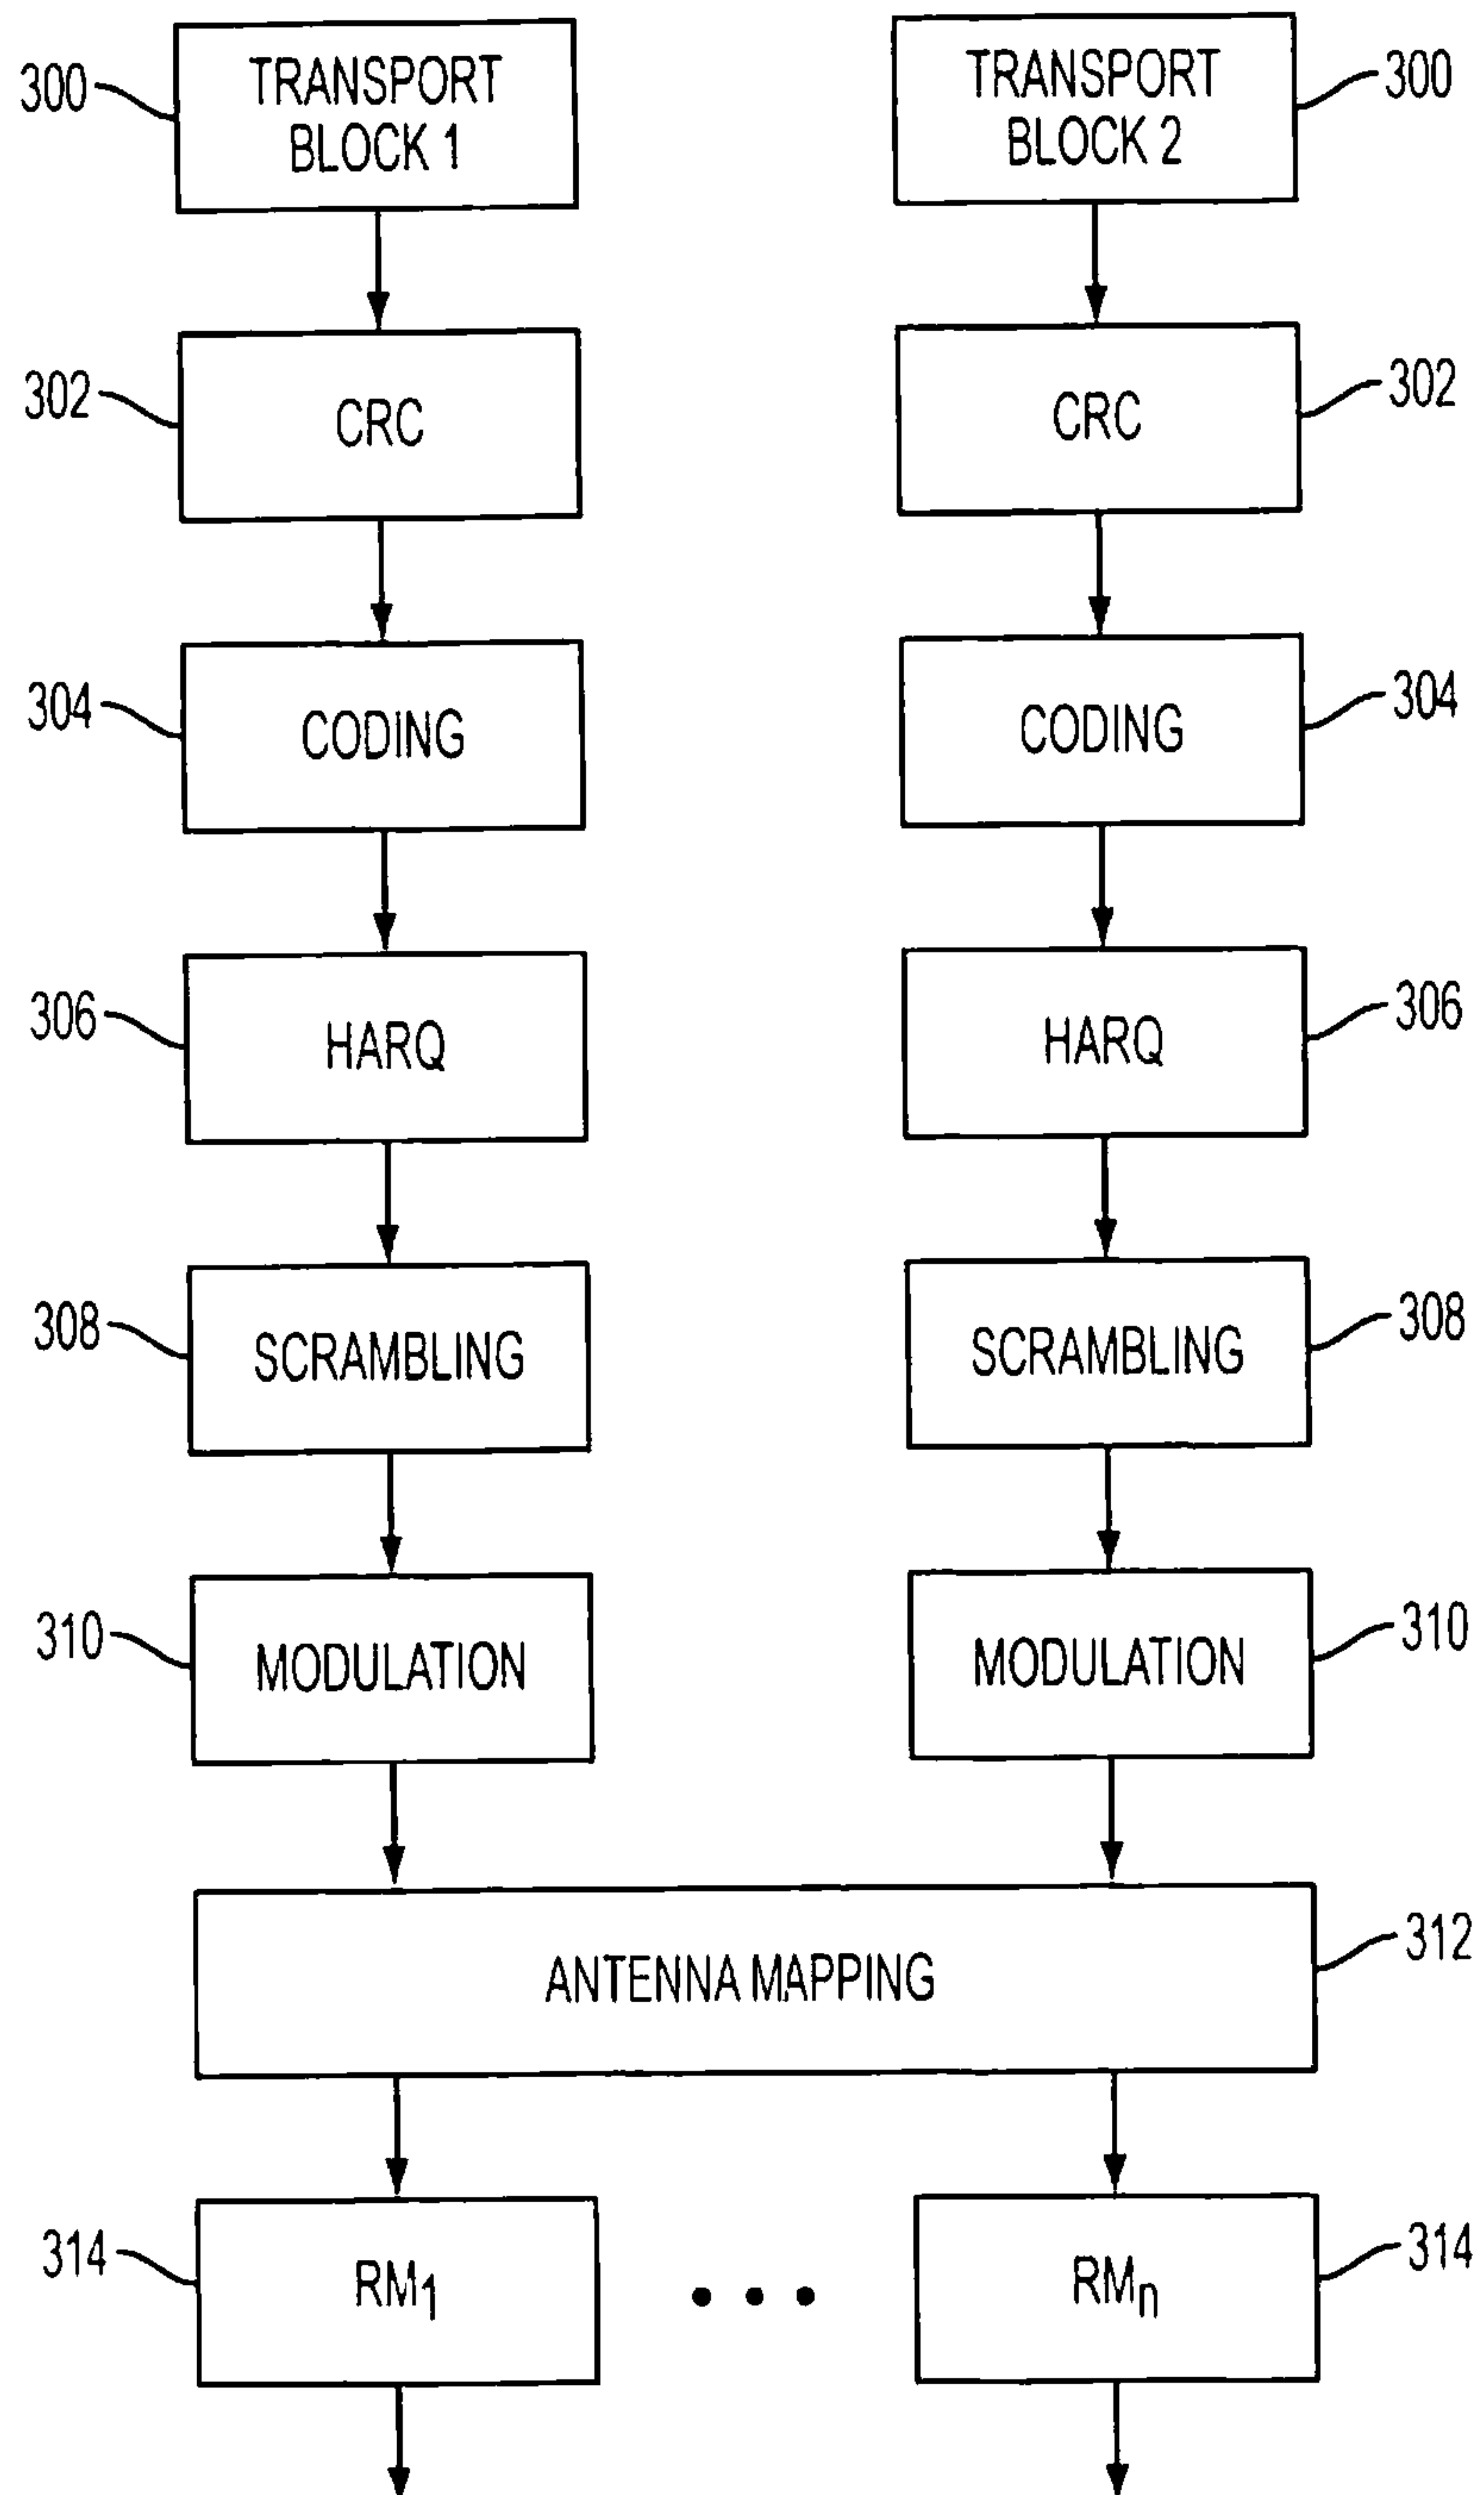 300
TRANSPORT
BLOCK 1
TRANSPORT
BLOCK 2
300
302
CRC
CRC
302
304
CODING
CODING
304
306
HARQ
HARQ
306
308
SCRAMBLING
SCRAMBLING
308
310
MODULATION
MODULATION
310
ANTENNA MAPPING
312
314
RM1
• • •
RMn
314